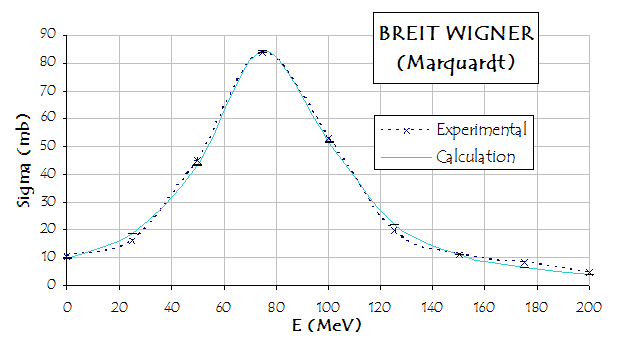 BREIT WIGNER
(Marquardt)
Experimental
Calculation
Sigma (mb)
90
80
70
60
50
40
30
20
10
0
0 20 40 60 80 100 120 140 160 180 200
E (MeV)